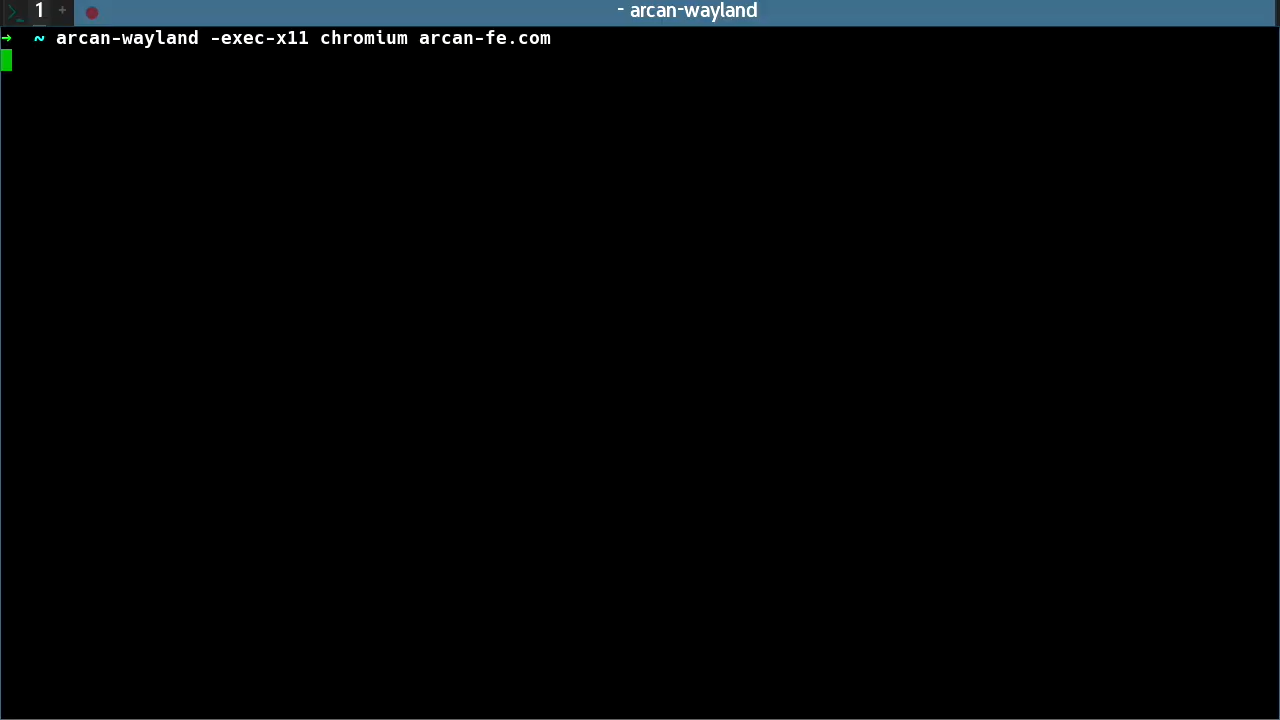 >_ 1 + - arcan-wayland
→ ~ arcan-wayland -exec-x11 chromium arcan-fe.com